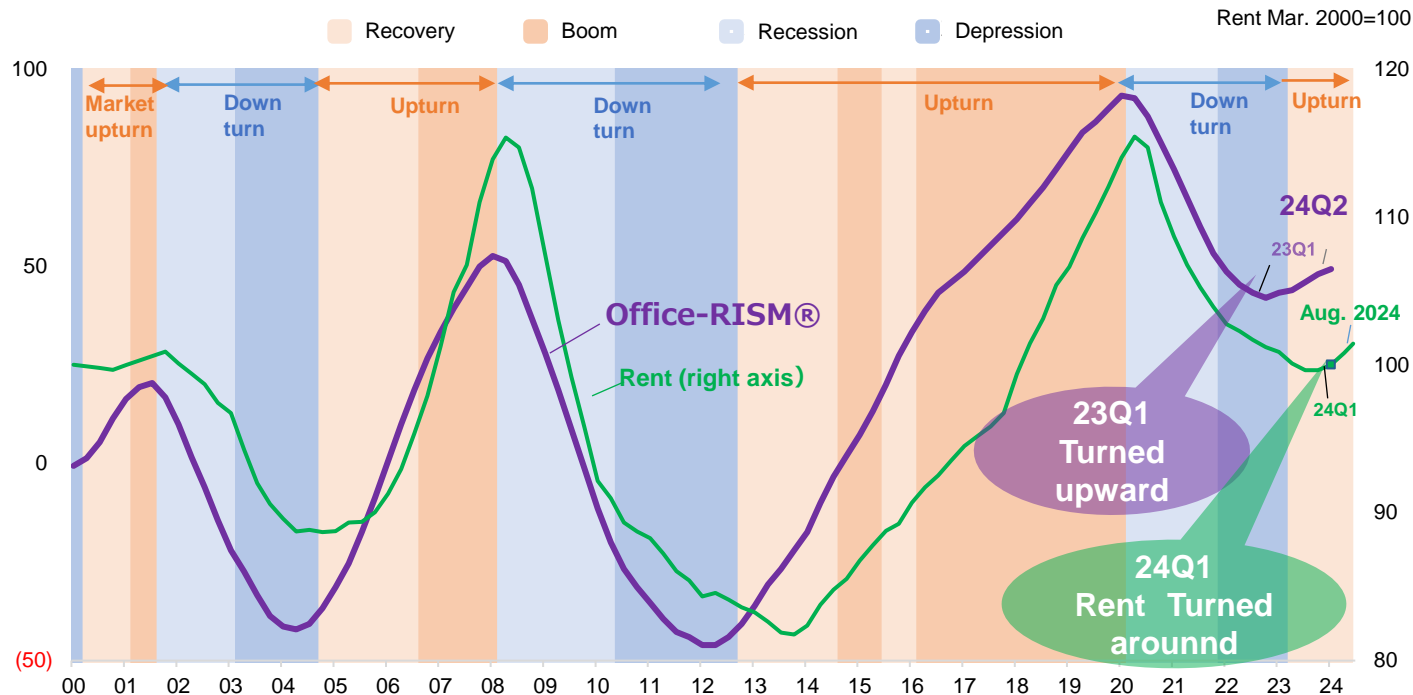 Rent Mar. 2000=100
Recovery Boom Recession Depression
100 120
Market upturn
Down turn
Upturn
Down turn
Upturn
Down turn
Upturn
24Q2
110
23Q1
50
Office-RISM®
Aug. 2024
Rent (right axis）
100
24Q1
23Q1
Turned
upward
0
90
24Q1
Rent Turned
arounnd
(50) 80
00 01 02 03 04 05 06 07 08 09 10 11 12 13 14 15 16 17 18 19 20 21 22 23 24